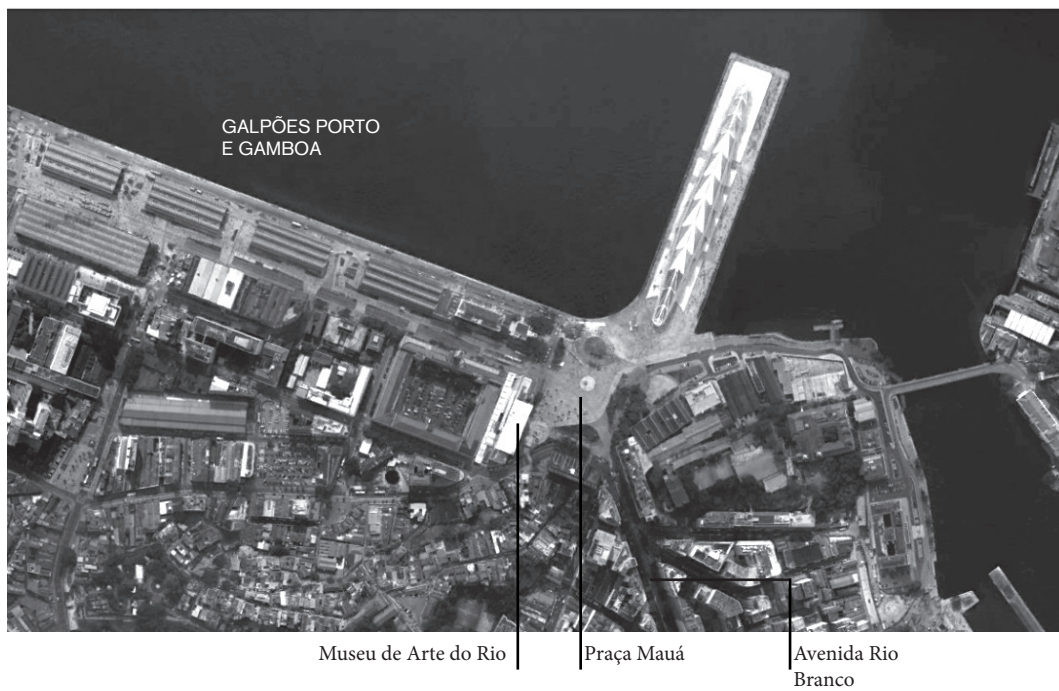 GALPÕES PORTO
E GAMBOA
Museu de Arte do Rio
Praça Mauá
Avenida Rio
Branco